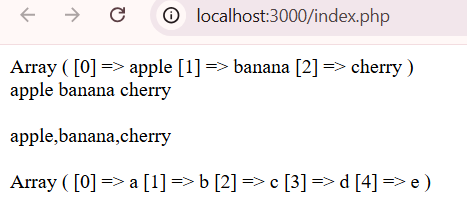 localhost:3000/index.php
Array ( [0] => apple [1] => banana [2] => cherry )
apple banana cherry
apple,banana,cherry
Array ( [0] => a [1] => b [2] => c [3] => d [4] => e )